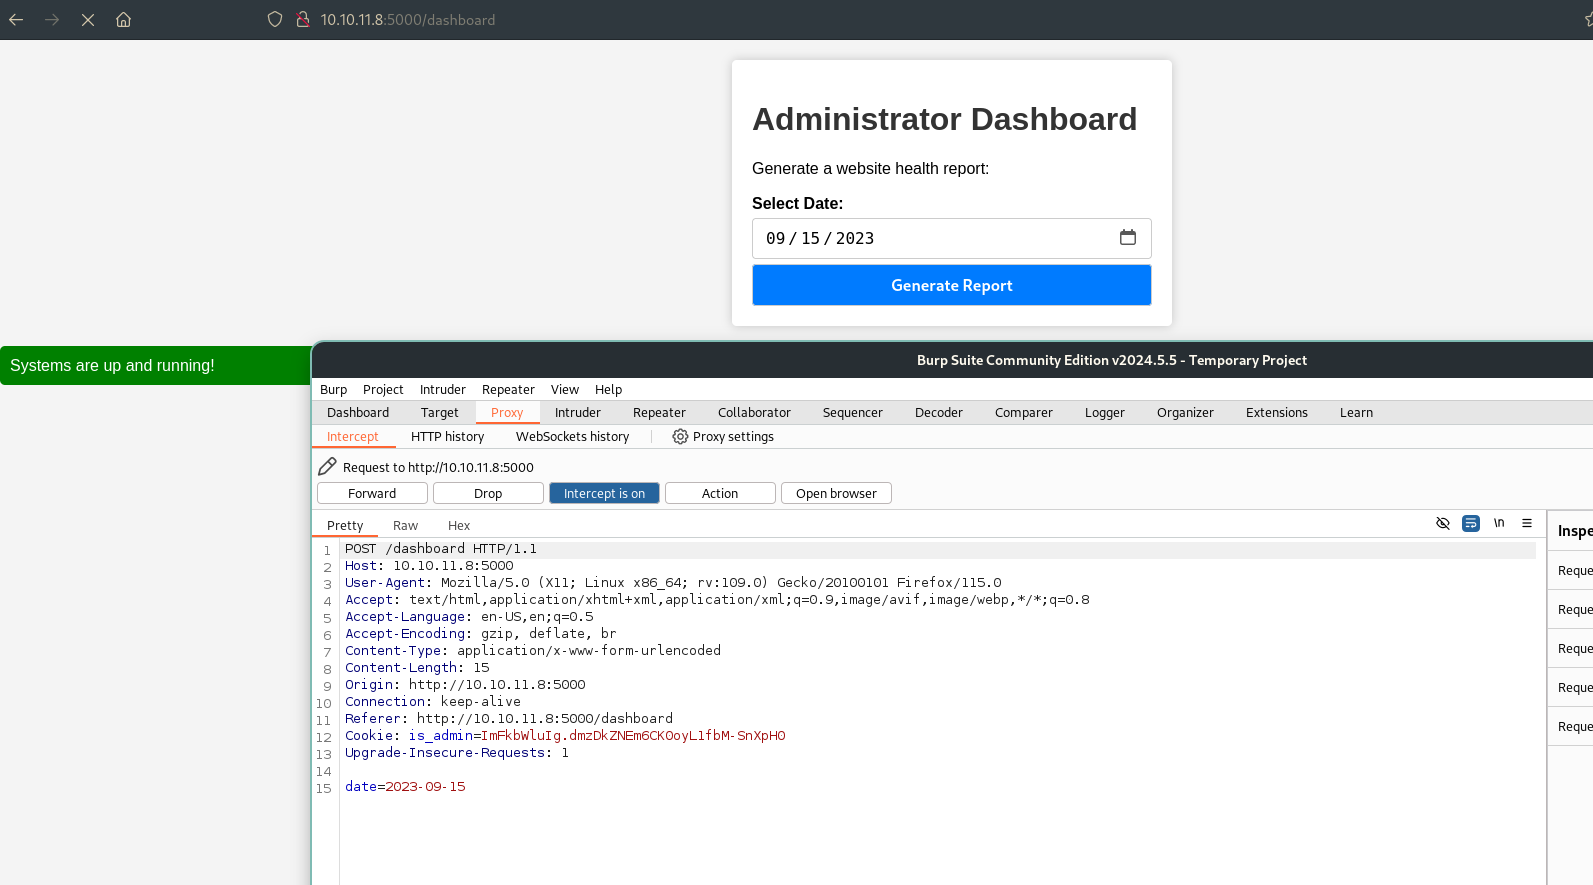 10.10.11.8:5000/dashboard
Administrator Dashboard
Generate a website health report:
Select Date:
09/15/2023
Generate Report
Systems are up and running!
Burp Suite Community Edition v2024.5.5 - Temporary Project
Burp Project Intruder Repeater View Help
Dashboard Target Proxy Intruder Repeater Collaborator Sequencer Decoder Comparer Logger Organizer Extensions Learn
Intercept HTTP history WebSockets history Proxy settings
Request to http://10.10.11.8:5000
Forward Drop Intercept is on Action Open browser
Pretty Raw Hex \n
Inspe
Reque
Reque
Reque
Reque
Reque
1 POST /dashboard HTTP/1.1
2 Host: 10.10.11.8:5000
3 User-Agent: Mozilla/5.0 (X11; Linux x86_64; rv:109.0) Gecko/20100101 Firefox/115.0
4 Accept: text/html,application/xhtml+xml,application/xml;q=0.9,image/avif,image/webp,*/*;q=0.8
5 Accept-Language: en-US,en;q=0.5
6 Accept-Encoding: gzip, deflate, br
7 Content-Type: application/x-www-form-urlencoded
8 Content-Length: 15
9 Origin: http://10.10.11.8:5000
10 Connection: keep-alive
11 Referer: http://10.10.11.8:5000/dashboard
12 Cookie: is_admin=ImFkbWluIg.dmzDkZNEm6CK0oyL1fbM-SnXpH0
13 Upgrade-Insecure-Requests: 1
14
15 date=2023-09-15